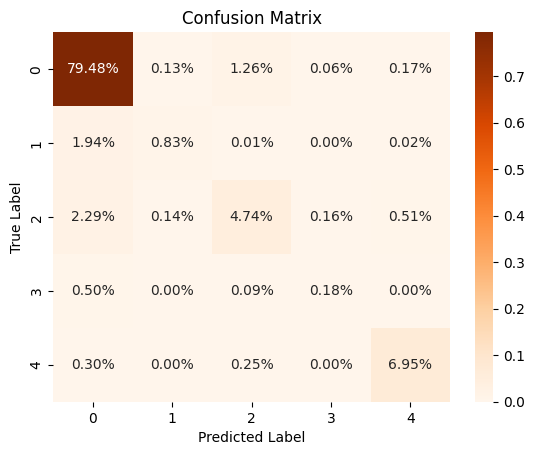 Confusion Matrix
0 79.48% 0.13% 1.26% 0.06% 0.17%
1 1.94% 0.83% 0.01% 0.00% 0.02%
2 2.29% 0.14% 4.74% 0.16% 0.51%
3 0.50% 0.00% 0.09% 0.18% 0.00%
4 0.30% 0.00% 0.25% 0.00% 6.95%
0 1 2 3 4
True Label
Predicted Label
0.7
0.6
0.5
0.4
0.3
0.2
0.1
0.0